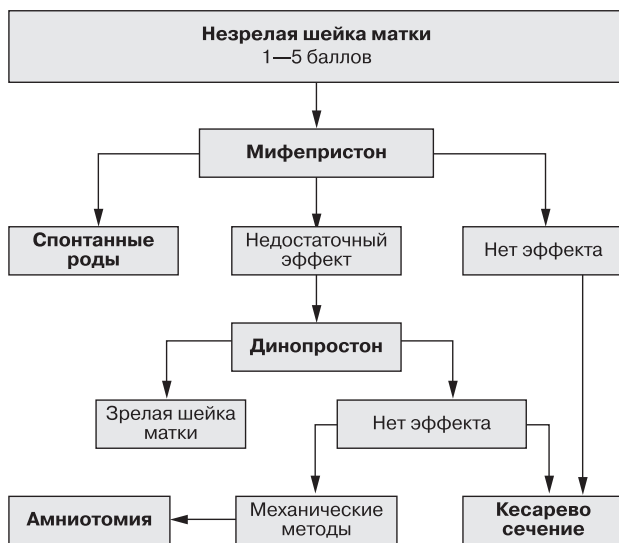 Незрелая шейка матки
1—5 баллов
Мифепристон
Спонтанные
роды
Недостаточный
эффект
Нет эффекта
Динопростон
Зрелая шейка
матки
Нет эффекта
Амниотомия
Механические
методы
Кесарево
сечение